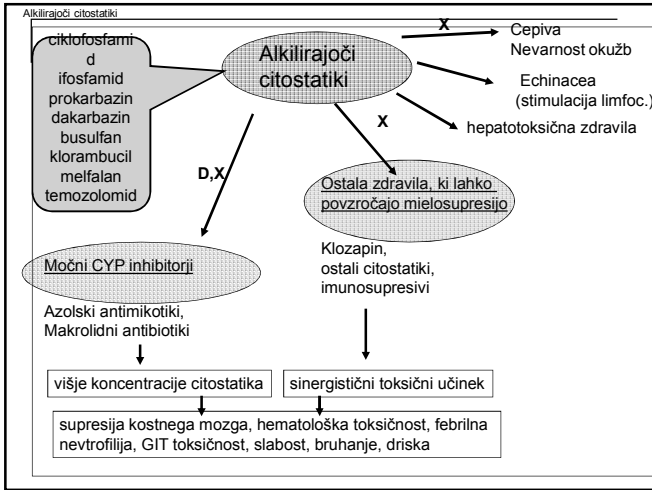 Alkilirajoči citostatiki
ciklofosfami
d
ifosfamid
prokarbazin
dakarbazin
busulfan
klorambucil
melfalan
temozolomid
Alkilirajoči
citostatiki
X
Cepiva
Nevarnost okužb
Echinacea
(stimulacija limfoc.)
hepatotoksična zdravila
X
D,X
Ostala zdravila, ki lahko
povzročajo mielosupresijo
Klozapin,
ostali citostatiki,
imunosupresivi
Močni CYP inhibitorji
Azolski antimikotiki,
Makrolidni antibiotiki
višje koncentracije citostatika
sinergistični toksični učinek
supresija kostnega mozga, hematološka toksičnost, febrilna
nevtrofilija, GIT toksičnost, slabost, bruhanje, driska